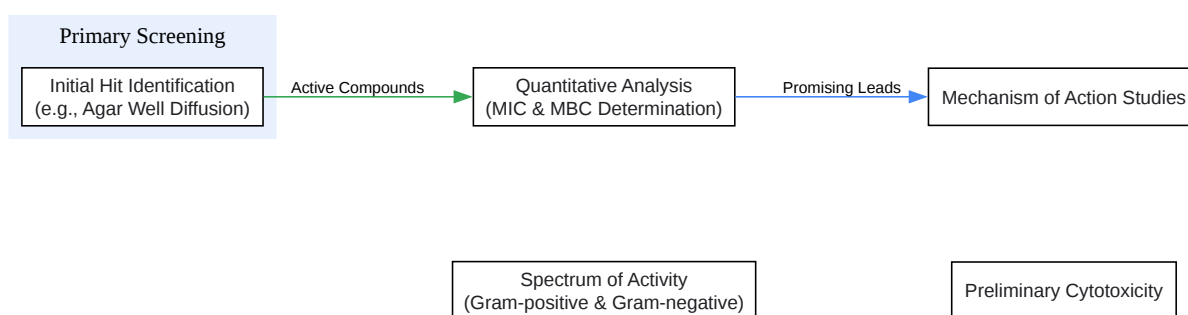 Primary Screening
Initial Hit Identification
(e.g., Agar Well Diffusion)
Active Compounds
Quantitative Analysis
(MIC & MBC Determination)
Promising Leads
Mechanism of Action Studies
Spectrum of Activity
(Gram-positive & Gram-negative)
Preliminary Cytotoxicity